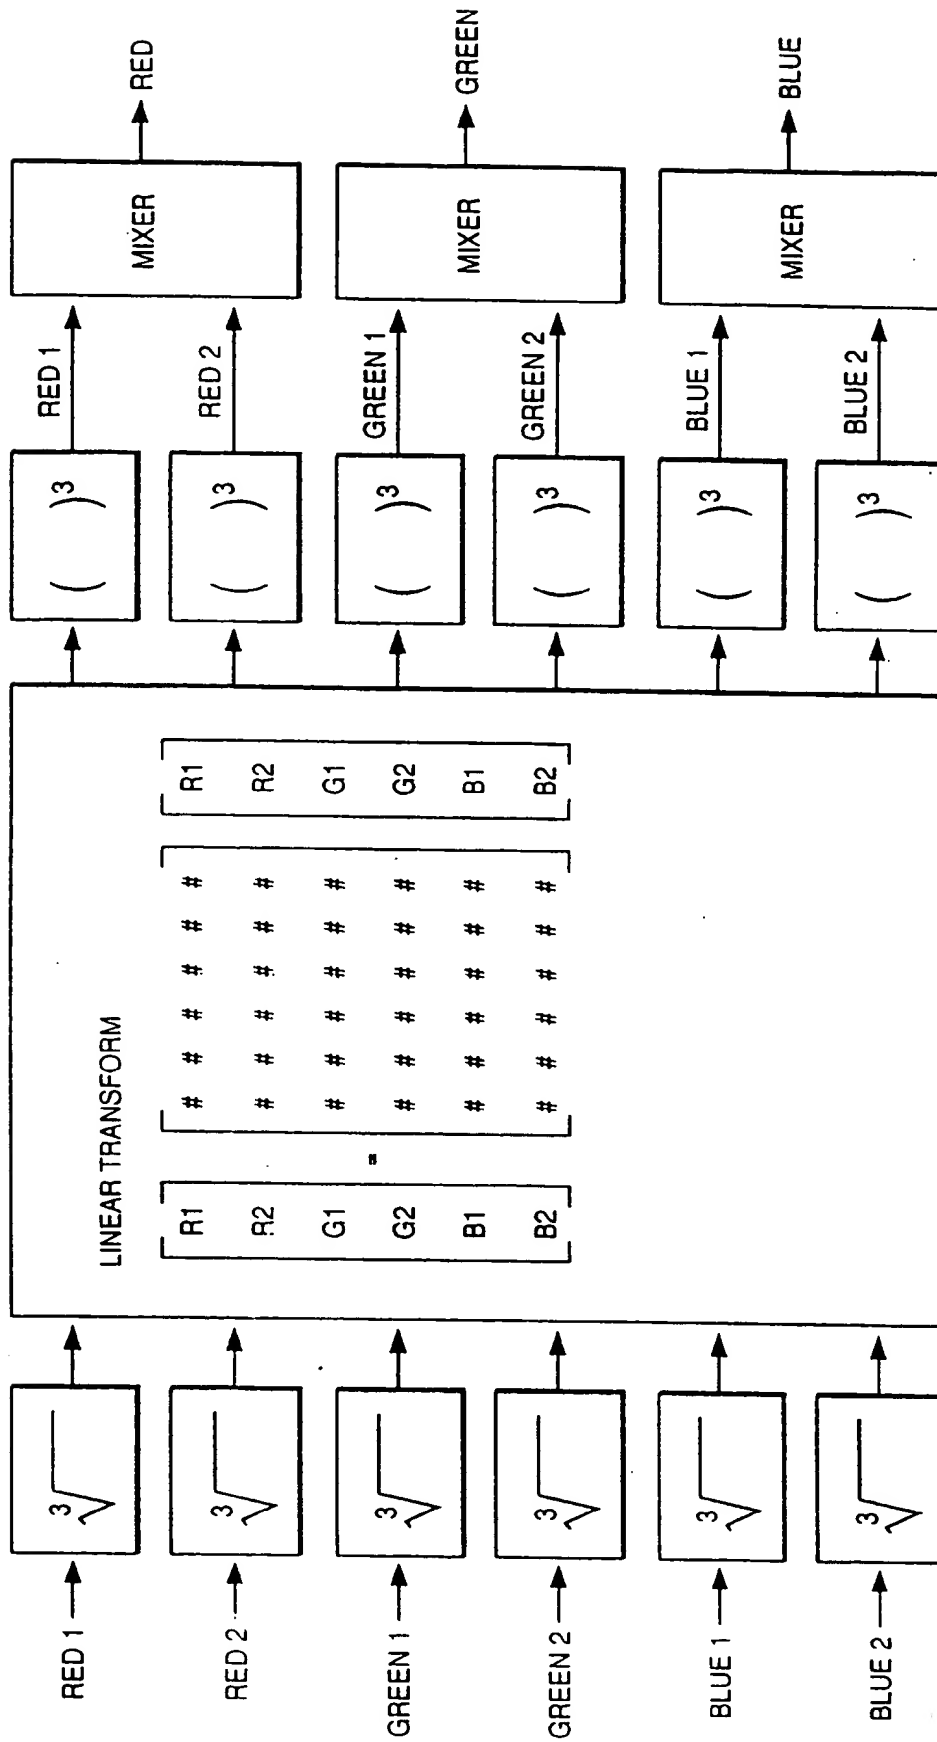 RED 1
RED 2
GREEN 1
GREEN 2
BLUE 1
BLUE 2
3√
3√
3√
3√
3√
3√
LINEAR TRANSFORM
R1 = # # # # # # R1
R2 # # # # # # R2
G1 # # # # # # G1
G2 # # # # # # G2
B1 # # # # # # B1
B2 # # # # # # B2
( )3
( )3
( )3
( )3
( )3
( )3
RED 1
RED 2
GREEN 1
GREEN 2
BLUE 1
BLUE 2
MIXER
MIXER
MIXER
RED
GREEN
BLUE